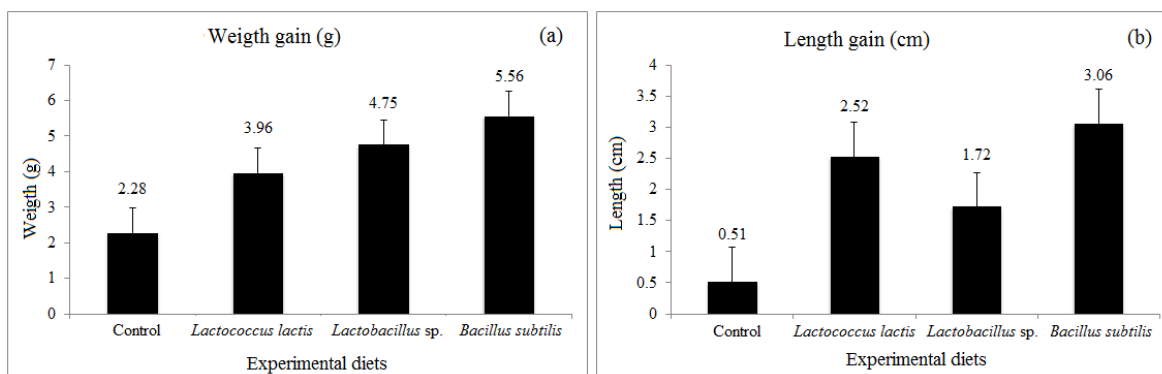 Weigth gain (g)
(a)
7
6
5
4
3
2
1
0
Weigth (g)
2.28
3.96
4.75
5.56
Control
Lactococcus lactis
Lactobacillus sp.
Bacillus subtilis
Experimental diets
Length gain (cm)
(b)
4
3.5
3
2.5
2
1.5
1
0.5
0
Length (cm)
0.51
2.52
1.72
3.06
Control
Lactococcus lactis
Lactobacillus sp.
Bacillus subtilis
Experimental diets